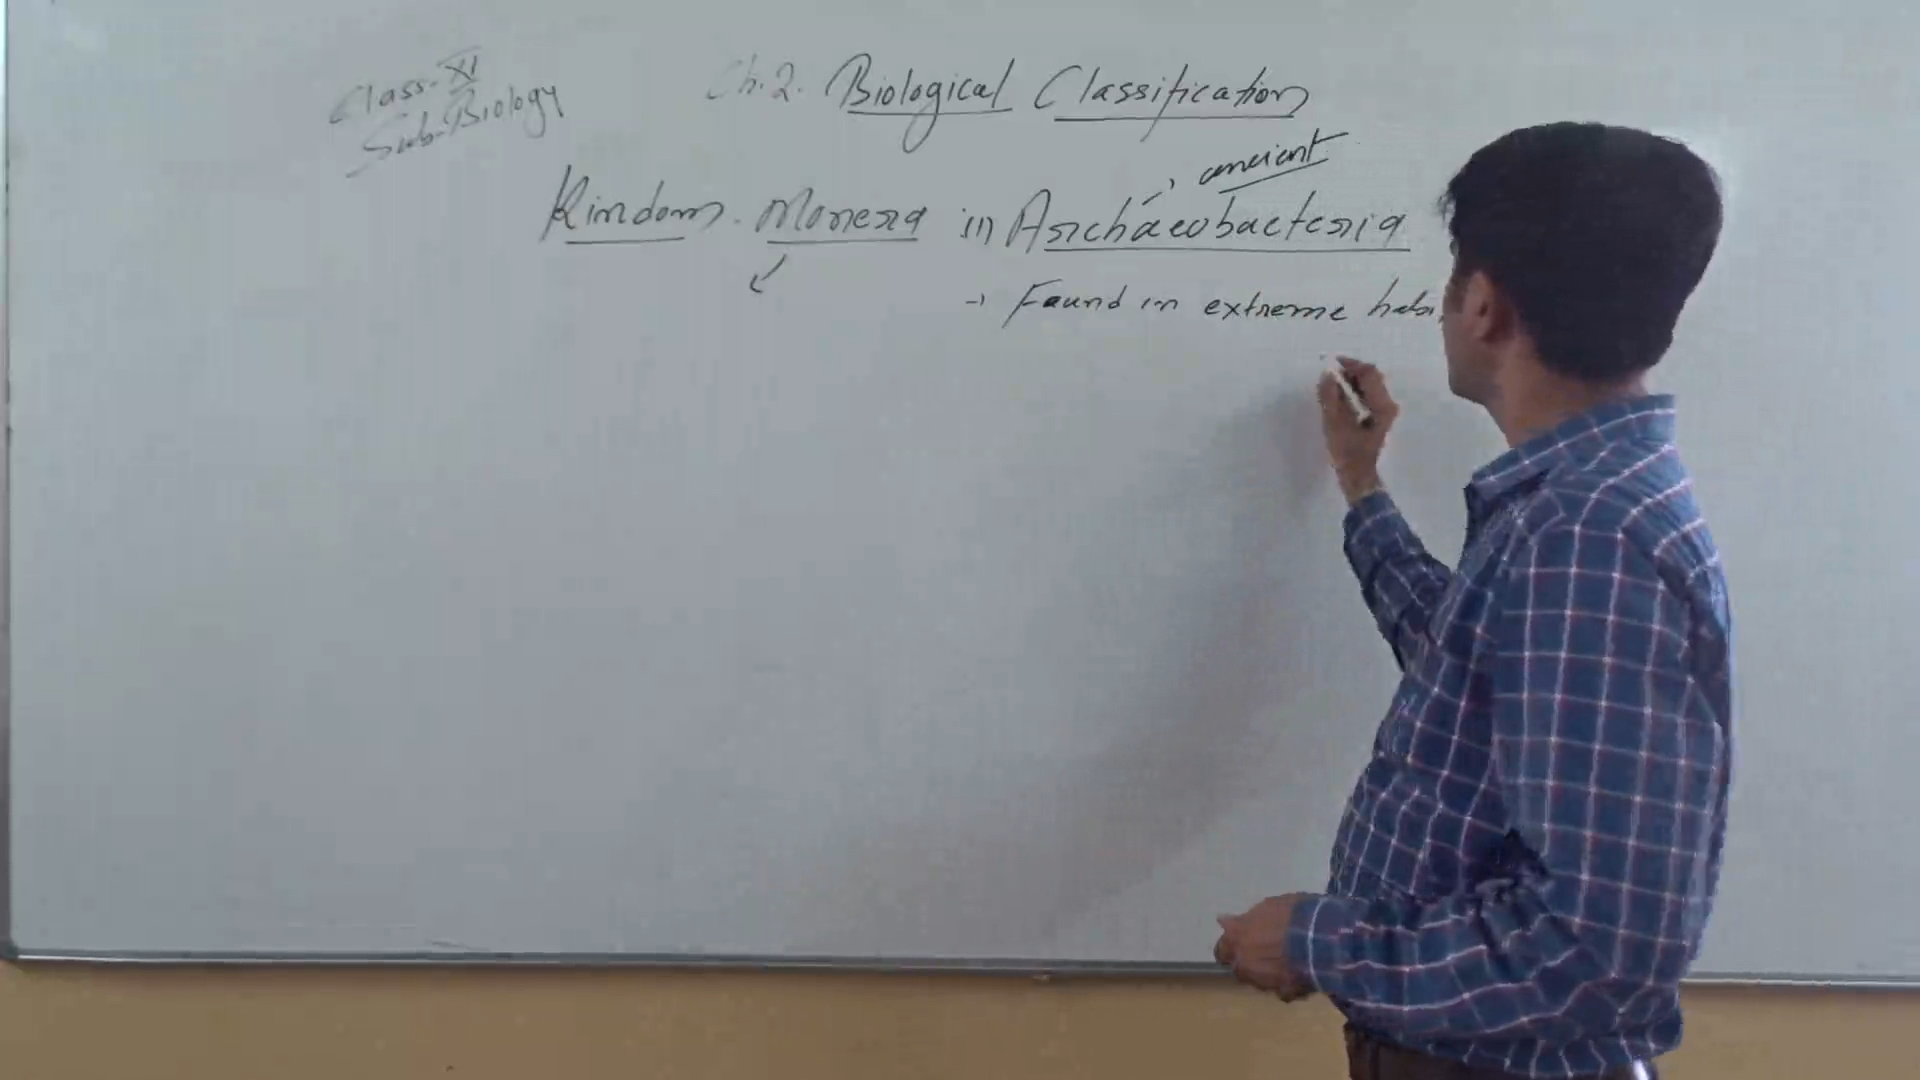 Class-XI
Sub-Biology
Ch.2. Biological Classification
ancient
Kindom. Monera i) Archaeobacteria
→ Found in extreme